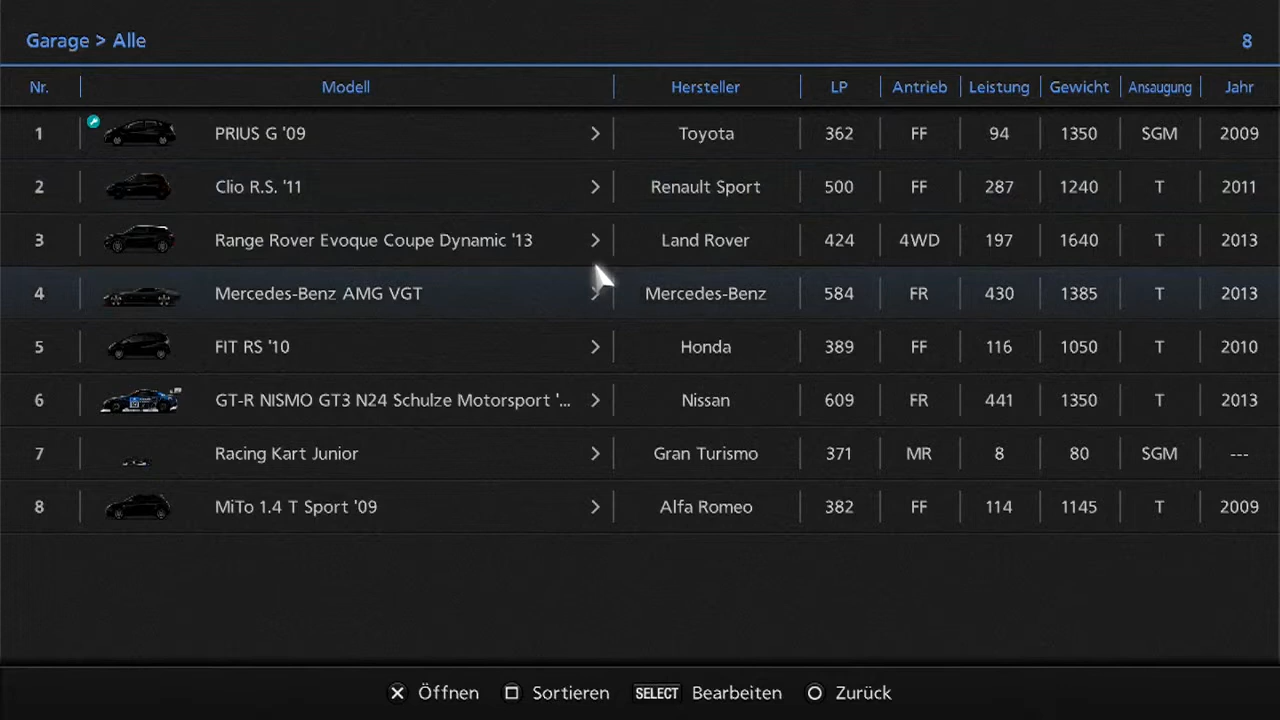 Garage > Alle 8
Nr. Modell Hersteller LP Antrieb Leistung Gewicht Ansaugung Jahr
1 PRIUS G '09 Toyota 362 FF 94 1350 SGM 2009
2 Clio R.S. '11 Renault Sport 500 FF 287 1240 T 2011
3 Range Rover Evoque Coupe Dynamic '13 Land Rover 424 4WD 197 1640 T 2013
4 Mercedes-Benz AMG VGT Mercedes-Benz 584 FR 430 1385 T 2013
5 FIT RS '10 Honda 389 FF 116 1050 T 2010
6 GT-R NISMO GT3 N24 Schulze Motorsport '... Nissan 609 FR 441 1350 T 2013
7 Racing Kart Junior Gran Turismo 371 MR 8 80 SGM ---
8 MiTo 1.4 T Sport '09 Alfa Romeo 382 FF 114 1145 T 2009
Öffnen Sortieren SELECT Bearbeiten Zurück